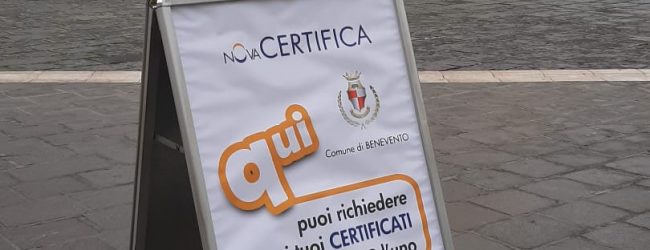 NOVACERTIFICA
Comune di BENEVENTO
qui
puoi richiedere
i tuoi CERTIFICATI